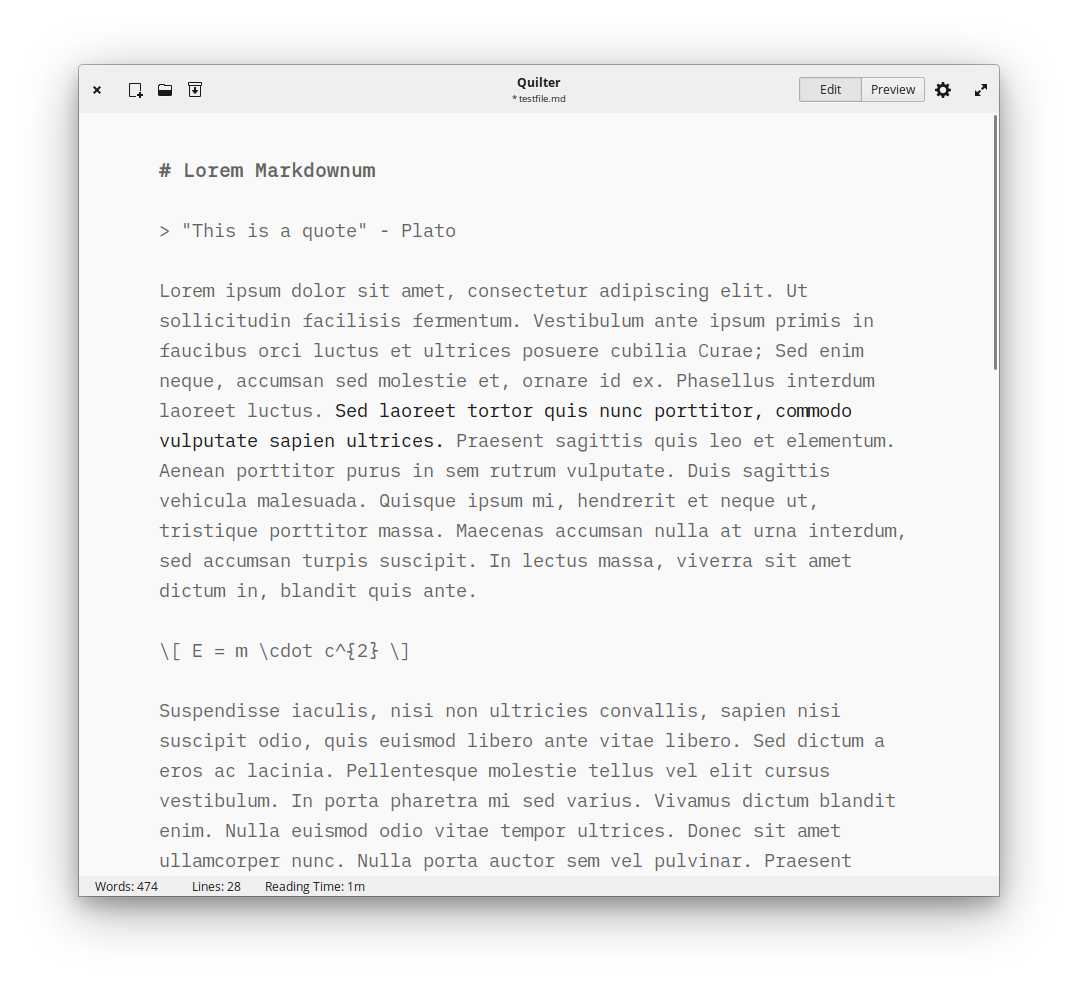 Quilter
* testfile.md
Edit
Preview
# Lorem Markdownum
> "This is a quote" - Plato
Lorem ipsum dolor sit amet, consectetur adipiscing elit. Ut
sollicitudin facilisis fermentum. Vestibulum ante ipsum primis in
faucibus orci luctus et ultrices posuere cubilia Curae; Sed enim
neque, accumsan sed molestie et, ornare id ex. Phasellus interdum
laoreet luctus. Sed laoreet tortor quis nunc porttitor, commodo
vulputate sapien ultrices. Praesent sagittis quis leo et elementum.
Aenean porttitor purus in sem rutrum vulputate. Duis sagittis
vehicula malesuada. Quisque ipsum mi, hendrerit et neque ut,
tristique porttitor massa. Maecenas accumsan nulla at urna interdum,
sed accumsan turpis suscipit. In lectus massa, viverra sit amet
dictum in, blandit quis ante.
\[ E = m \cdot c^{2} \]
Suspendisse iaculis, nisi non ultricies convallis, sapien nisi
suscipit odio, quis euismod libero ante vitae libero. Sed dictum a
eros ac lacinia. Pellentesque molestie tellus vel elit cursus
vestibulum. In porta pharetra mi sed varius. Vivamus dictum blandit
enim. Nulla euismod odio vitae tempor ultrices. Donec sit amet
ullamcorper nunc. Nulla porta auctor sem vel pulvinar. Praesent
Words: 474
Lines: 28
Reading Time: 1m